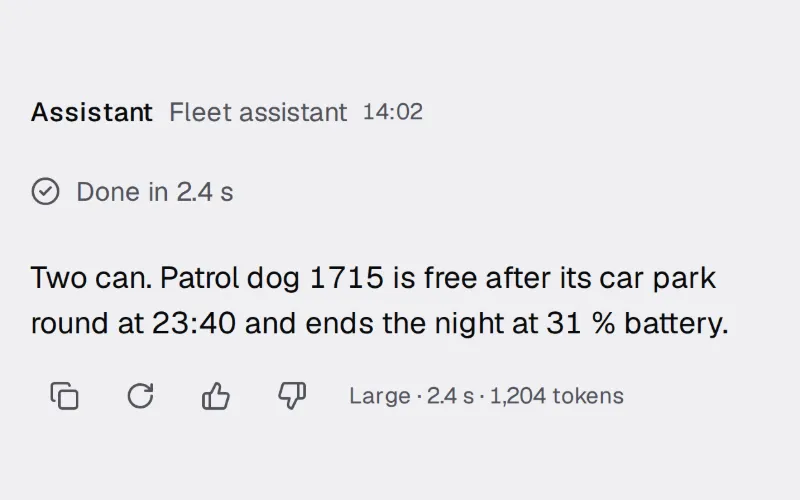 Assistant Fleet assistant 14:02
Done in 2.4 s
Two can. Patrol dog 1715 is free after its car park
round at 23:40 and ends the night at 31 % battery.
Large · 2.4 s · 1,204 tokens